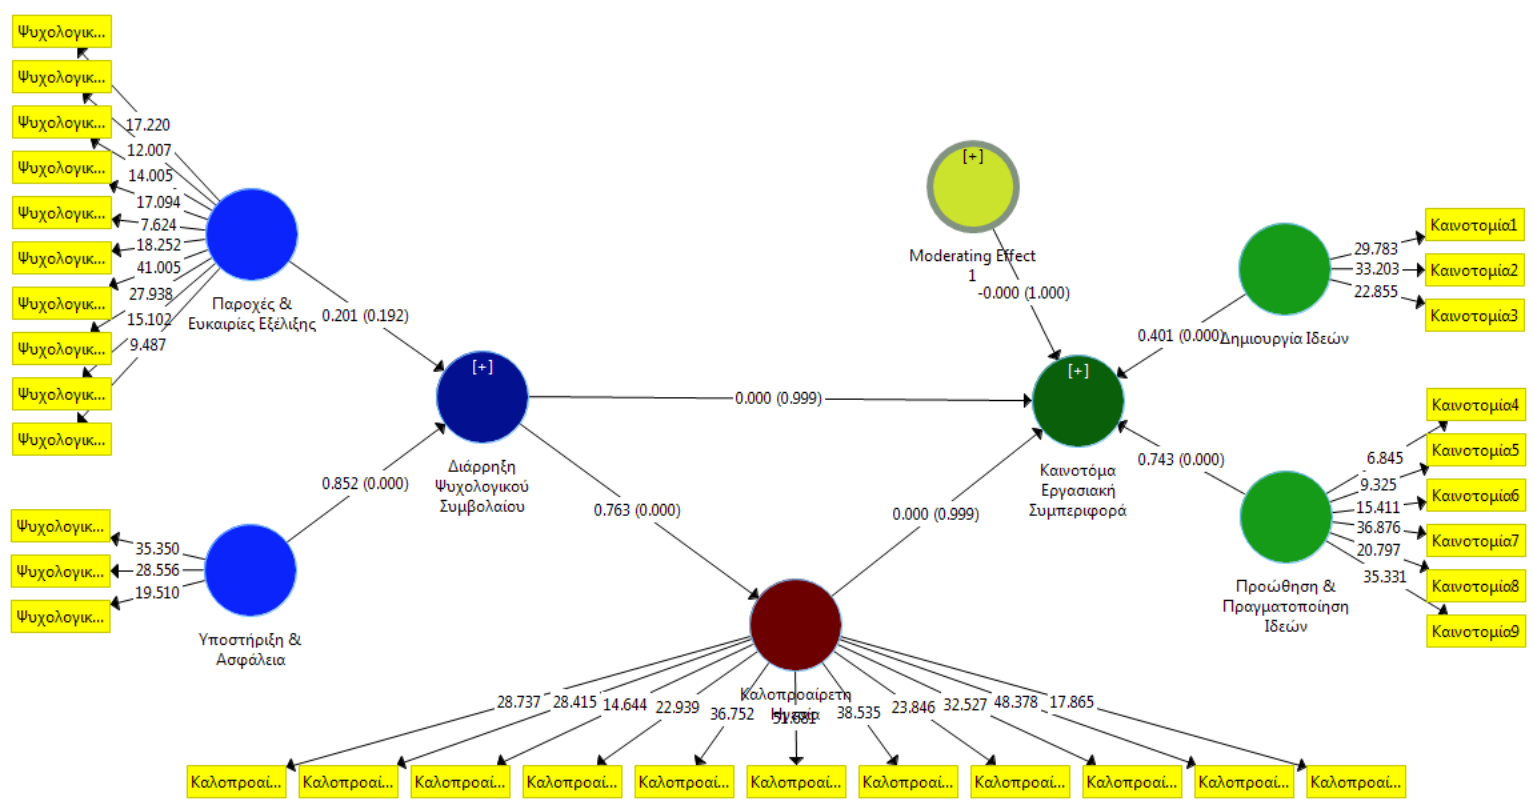 Ψυχολογικ...
Ψυχολογικ...
Ψυχολογικ...
Ψυχολογικ...
Ψυχολογικ...
Ψυχολογικ...
Ψυχολογικ...
Ψυχολογικ...
Ψυχολογικ...
Ψυχολογικ...
17.220
12.007
14.005
17.094
7.624
18.252
41.005
27.938
15.102
9.487
Παροχές &
Ευκαιρίες Εξέλιξης
0.201 (0.192)
[+]
Διάρρηξη
Ψυχολογικού
Συμβολαίου
0.852 (0.000)
Ψυχολογικ...
Ψυχολογικ...
Ψυχολογικ...
35.350
28.556
19.510
Υποστήριξη &
Ασφάλεια
[+]
Moderating Effect
1
-0.000 (1.000)
0.000 (0.999)
0.763 (0.000)
0.000 (0.999)
[+]
Καινοτόμα
Εργασιακή
Συμπεριφορά
0.401 (0.000)
Δημιουργία Ιδεών
29.783
33.203
22.855
Καινοτομία1
Καινοτομία2
Καινοτομία3
0.743 (0.000)
Προώθηση &
Πραγματοποίηση
Ιδεών
6.845
9.325
15.411
36.876
20.797
35.331
Καινοτομία4
Καινοτομία5
Καινοτομία6
Καινοτομία7
Καινοτομία8
Καινοτομία9
Καλοπροαίρετη
28.737
28.415
14.644
22.939
36.752
38.535
23.846
32.527
48.378
17.865
Καλοπροαί...
Καλοπροαί...
Καλοπροαί...
Καλοπροαί...
Καλοπροαί...
Καλοπροαί...
Καλοπροαί...
Καλοπροαί...
Καλοπροαί...
Καλοπροαί...
Καλοπροαί...